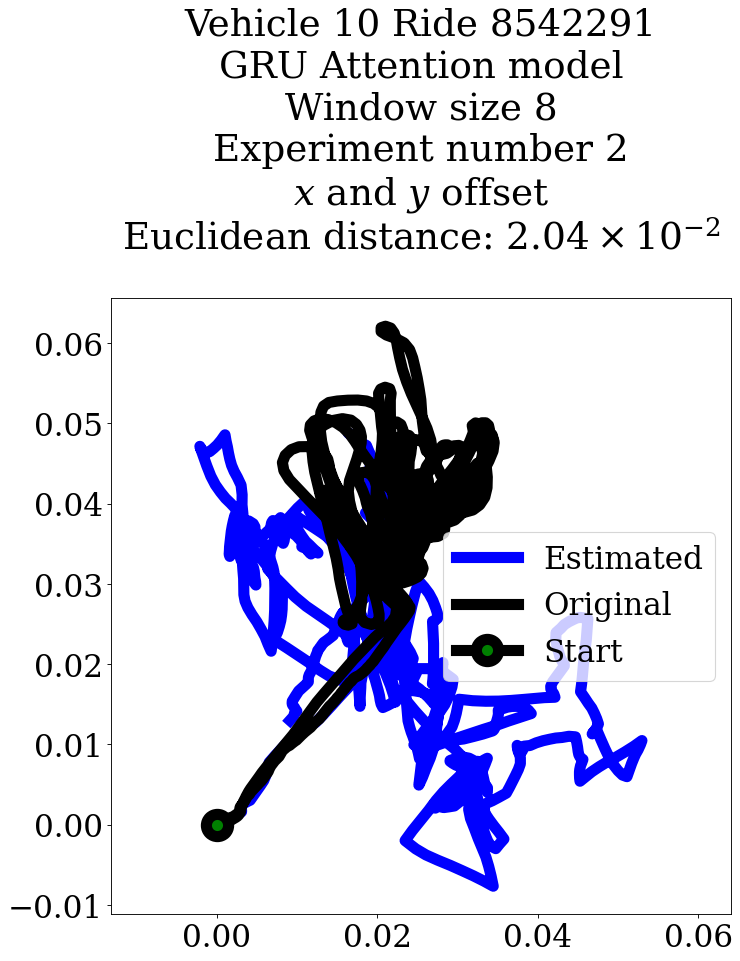 Vehicle 10 Ride 8542291
GRU Attention model
Window size 8
Experiment number 2
x and y offset
Euclidean distance: 2.04 × 10⁻²
0.06
0.05
0.04
0.03
0.02
0.01
0.00
−0.01
Estimated
Original
Start
0.00 0.02 0.04 0.06